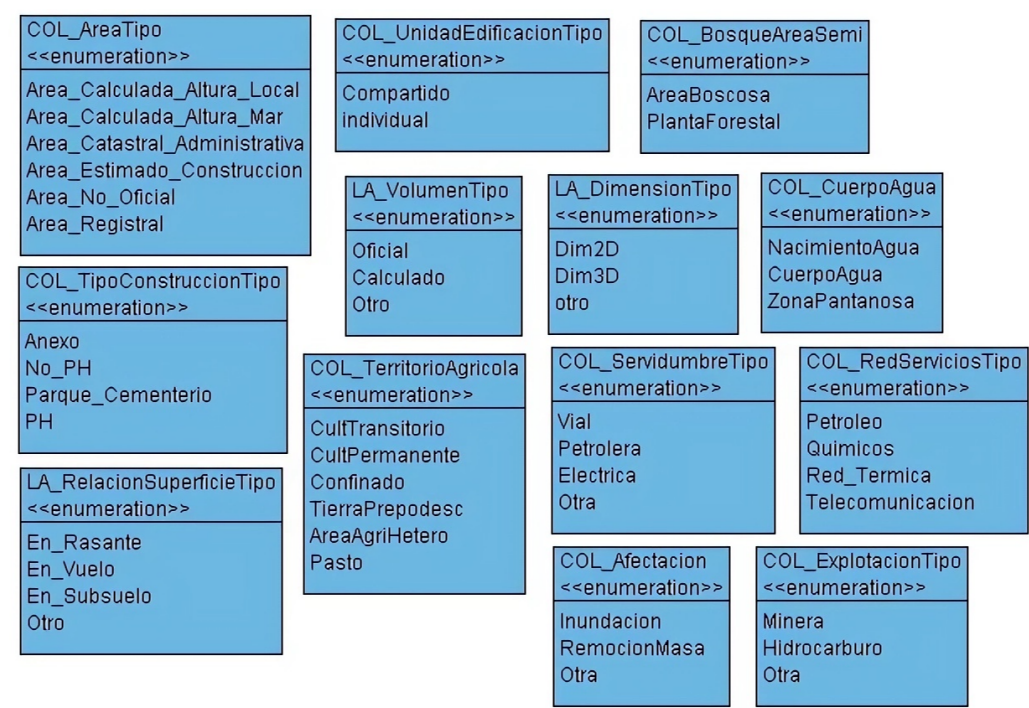 COL_AreaTipo
<<enumeration>>
Area_Calculada_Altura_Local
Area_Calculada_Altura_Mar
Area_Catastral_Administrativa
Area_Estimado_Construccion
Area_No_Oficial
Area_Registral
COL_UnidadEdificacionTipo
<<enumeration>>
Compartido
individual
COL_BosqueAreaSemi
<<enumeration>>
AreaBoscosa
PlantaForestal
LA_VolumenTipo
<<enumeration>>
Oficial
Calculado
Otro
LA_DimensionTipo
<<enumeration>>
Dim2D
Dim3D
otro
COL_CuerpoAgua
<<enumeration>>
NacimientoAgua
CuerpoAgua
ZonaPantanosa
COL_TipoConstruccionTipo
<<enumeration>>
Anexo
No_PH
Parque_Cementerio
PH
COL_TerritorioAgricola
<<enumeration>>
CultTransitorio
CultPermanente
Confinado
TierraPrepodesc
AreaAgriHetero
Pasto
COL_ServidumbreTipo
<<enumeration>>
Vial
Petrolera
Electrica
Otra
COL_RedServiciosTipo
<<enumeration>>
Petroleo
Quimicos
Red_Termica
Telecomunicacion
LA_RelacionSuperficieTipo
<<enumeration>>
En_Rasante
En_Vuelo
En_Subsuelo
Otro
COL_Afectacion
<<enumeration>>
Inundacion
RemocionMasa
Otra
COL_ExplotacionTipo
<<enumeration>>
Minera
Hidrocarburo
Otra